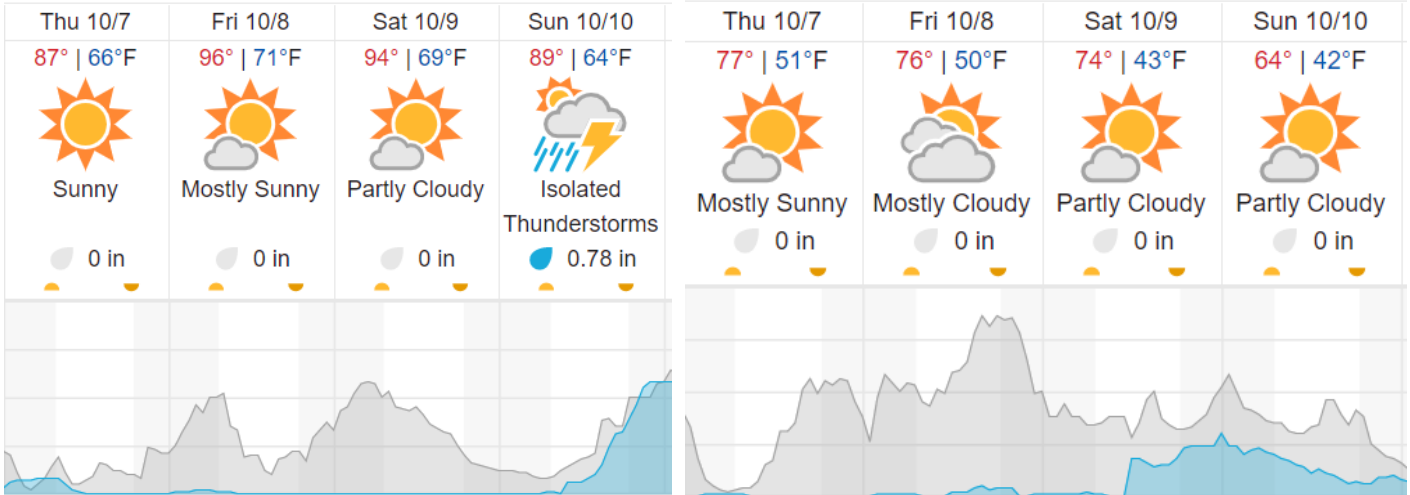 Thu 10/7 Fri 10/8 Sat 10/9 Sun 10/10
87° | 66°F 96° | 71°F 94° | 69°F 89° | 64°F
Sunny Mostly Sunny Partly Cloudy Isolated
Thunderstorms
0 in 0 in 0 in 0.78 in
Thu 10/7 Fri 10/8 Sat 10/9 Sun 10/10
77° | 51°F 76° | 50°F 74° | 43°F 64° | 42°F
Mostly Sunny Mostly Cloudy Partly Cloudy Partly Cloudy
0 in 0 in 0 in 0 in